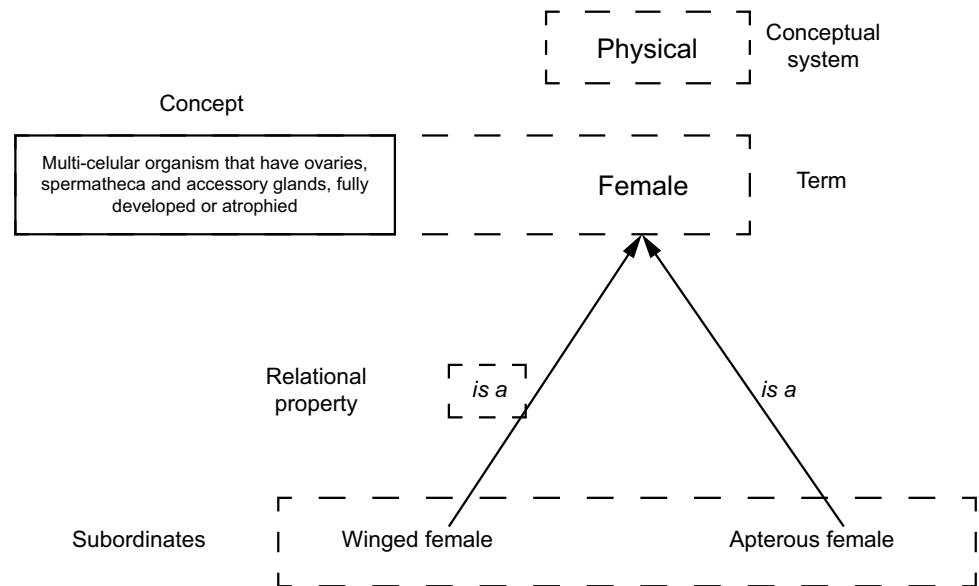 Physical
Conceptual
system
Concept
Multi-celular organism that have ovaries,
spermatheca and accessory glands, fully
developed or atrophied
Female
Term
Relational
property
is a
is a
Subordinates
Winged female
Apterous female